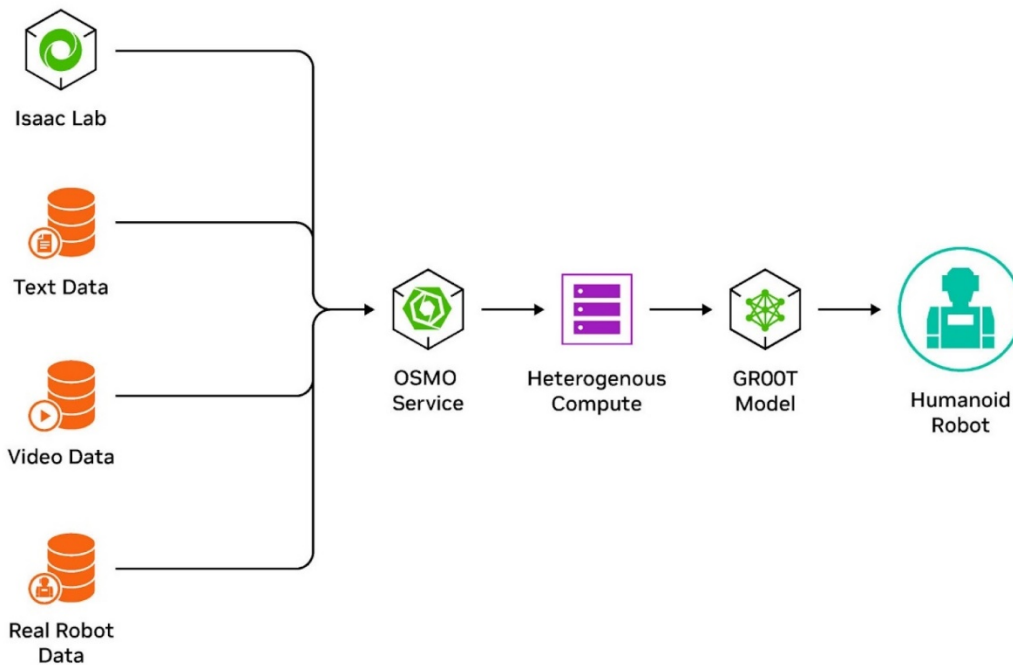 Isaac Lab
Text Data
Video Data
Real Robot
Data
OSMO
Service
Heterogenous
Compute
GR00T
Model
Humanoid
Robot